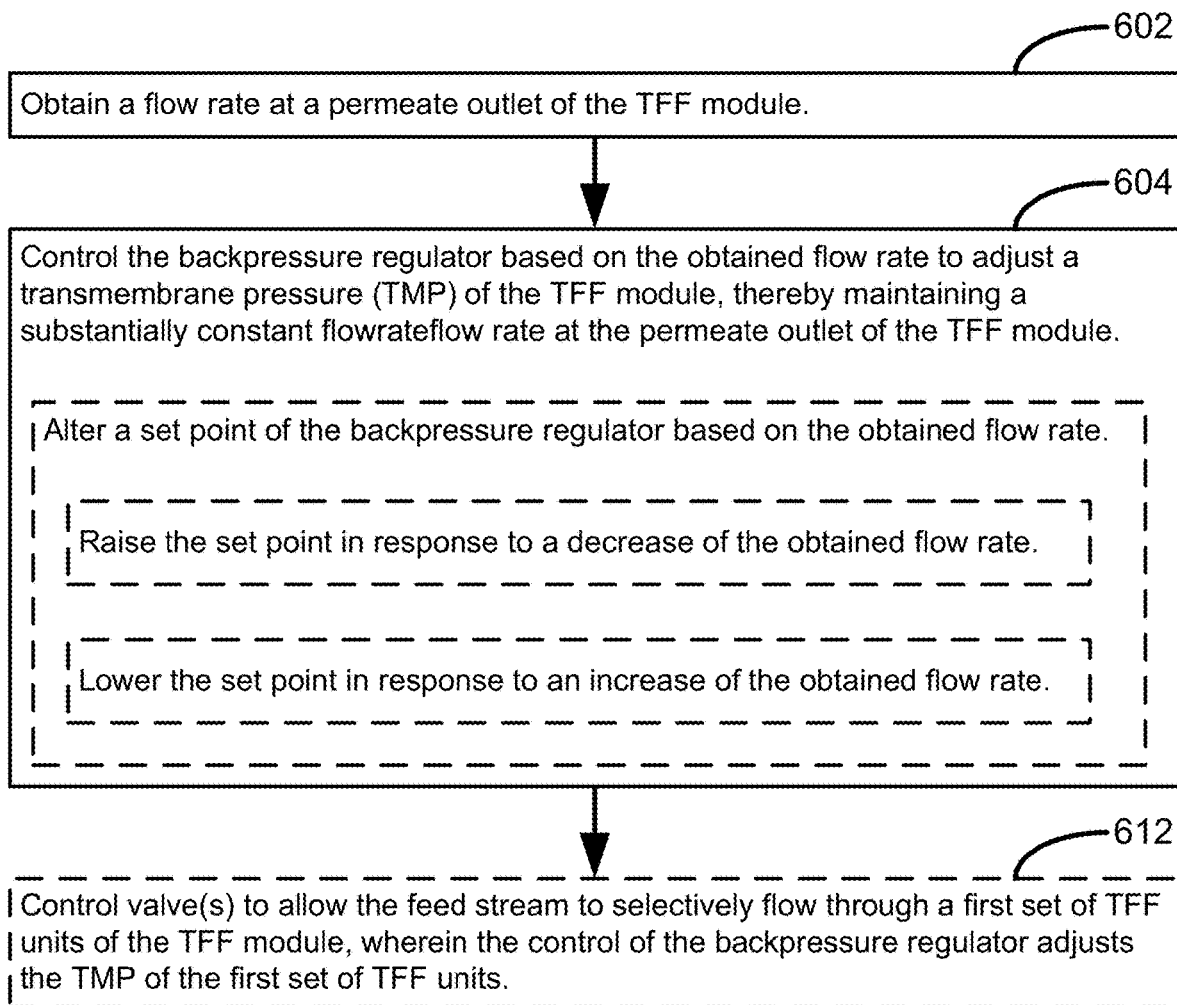 602
Obtain a flow rate at a permeate outlet of the TFF module.
604
Control the backpressure regulator based on the obtained flow rate to adjust a
transmembrane pressure (TMP) of the TFF module, thereby maintaining a
substantially constant flowrateflow rate at the permeate outlet of the TFF module.
Alter a set point of the backpressure regulator based on the obtained flow rate.
Raise the set point in response to a decrease of the obtained flow rate.
Lower the set point in response to an increase of the obtained flow rate.
612
Control valve(s) to allow the feed stream to selectively flow through a first set of TFF
units of the TFF module, wherein the control of the backpressure regulator adjusts
the TMP of the first set of TFF units.